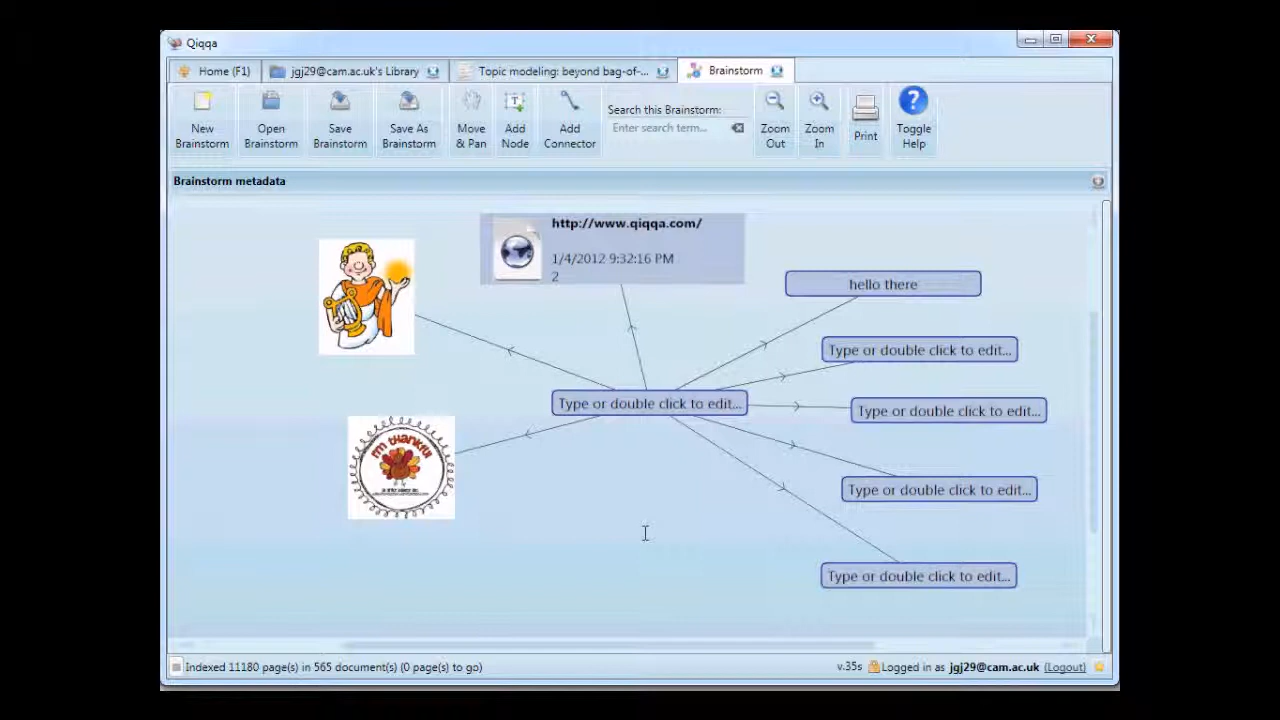 Qiqqa
Home (F1)
jgj29@cam.ac.uk's Library
Topic modeling: beyond bag-of-...
Brainstorm
New Brainstorm
Open Brainstorm
Save Brainstorm
Save As Brainstorm
Move & Pan
Add Node
Add Connector
Search this Brainstorm:
Enter search term...
Zoom Out
Zoom In
Print
Toggle Help
Brainstorm metadata
http://www.qiqqa.com/
1/4/2012 9:32:16 PM
2
hello there
Type or double click to edit...
Type or double click to edit...
Type or double click to edit...
I'm thankful
Type or double click to edit...
Type or double click to edit...
Indexed 11180 page(s) in 565 document(s) (0 page(s) to go)
v.35s
Logged in as jgj29@cam.ac.uk (Logout)